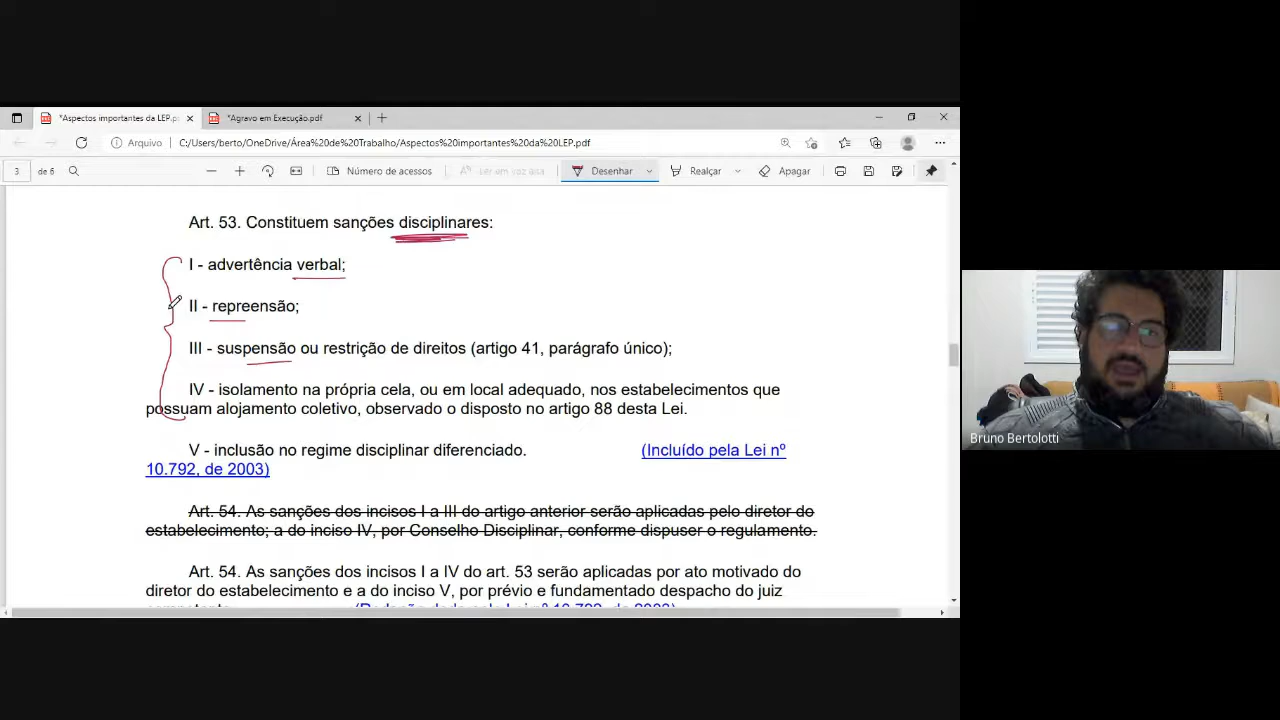 *Aspectos importantes da LEP.p
*Agravo em Execução.pdf
Arquivo C:/Users/berto/OneDrive/Área%20de%20Trabalho/Aspectos%20importantes%20da%20LEP.pdf
3 de 6 Número de acessos Ler em voz alta Desenhar Realçar Apagar
Art. 53. Constituem sanções disciplinares:
I - advertência verbal;
II - repreensão;
III - suspensão ou restrição de direitos (artigo 41, parágrafo único);
IV - isolamento na própria cela, ou em local adequado, nos estabelecimentos que
possuam alojamento coletivo, observado o disposto no artigo 88 desta Lei.
V - inclusão no regime disciplinar diferenciado. (Incluído pela Lei nº
10.792, de 2003)
Art. 54. As sanções dos incisos I a III do artigo anterior serão aplicadas pelo diretor do
estabelecimento; a do inciso IV, por Conselho Disciplinar, conforme dispuser o regulamento.
Art. 54. As sanções dos incisos I a IV do art. 53 serão aplicadas por ato motivado do
diretor do estabelecimento e a do inciso V, por prévio e fundamentado despacho do juiz
Bruno Bertolotti